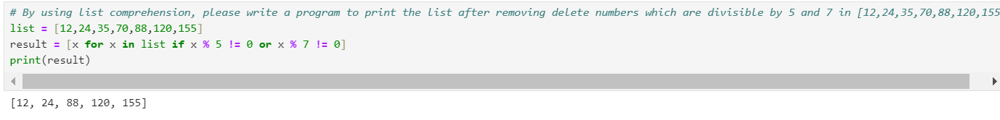 # By using list comprehension, please write a program to print the list after removing delete numbers which are divisible by 5 and 7 in [12,24,35,70,88,120,155
list = [12,24,35,70,88,120,155]
result = [x for x in list if x % 5 != 0 or x % 7 != 0]
print(result)
[12, 24, 88, 120, 155]